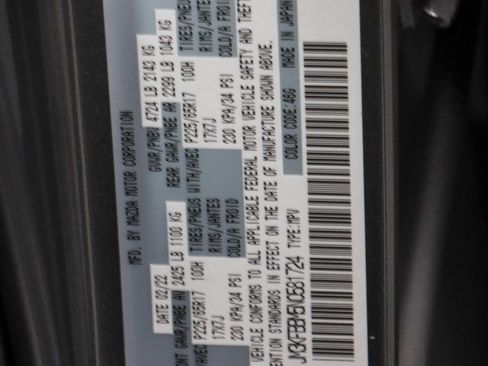 MFD. BY MAZDA MOTOR CORPORATION
DATE 02/22 GVWR/PNBV 4724 LB 2143 KG
GAWR/PNBE AV 2425 LB 1100 KG REAR GAWR/PNBE AR 2299 LB 1043 KG
P225/65R17 100H TIRES/PNEUS WITH/AVEC P225/65R17 100H TIRES/PNEU
17X7J RIMS/JANTES 17X7J RIMS/JANTES
230 KPA/34 PSI COLD/A FROID 230 KPA/34 PSI COLD/A FROID
VEHICLE CONFORMS TO ALL APPLICABLE FEDERAL MOTOR VEHICLE SAFETY AND THEFT
STANDARDS IN EFFECT ON THE DATE OF MANUFACTURE SHOWN ABOVE.
COLOR CODE:46G MADE IN JAPAN
TYPE:MPV